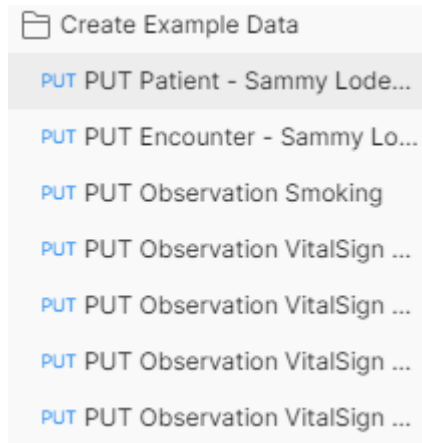 Create Example Data
PUT PUT Patient - Sammy Lode...
PUT PUT Encounter - Sammy Lo...
PUT PUT Observation Smoking
PUT PUT Observation VitalSign ...
PUT PUT Observation VitalSign ...
PUT PUT Observation VitalSign ...
PUT PUT Observation VitalSign ...